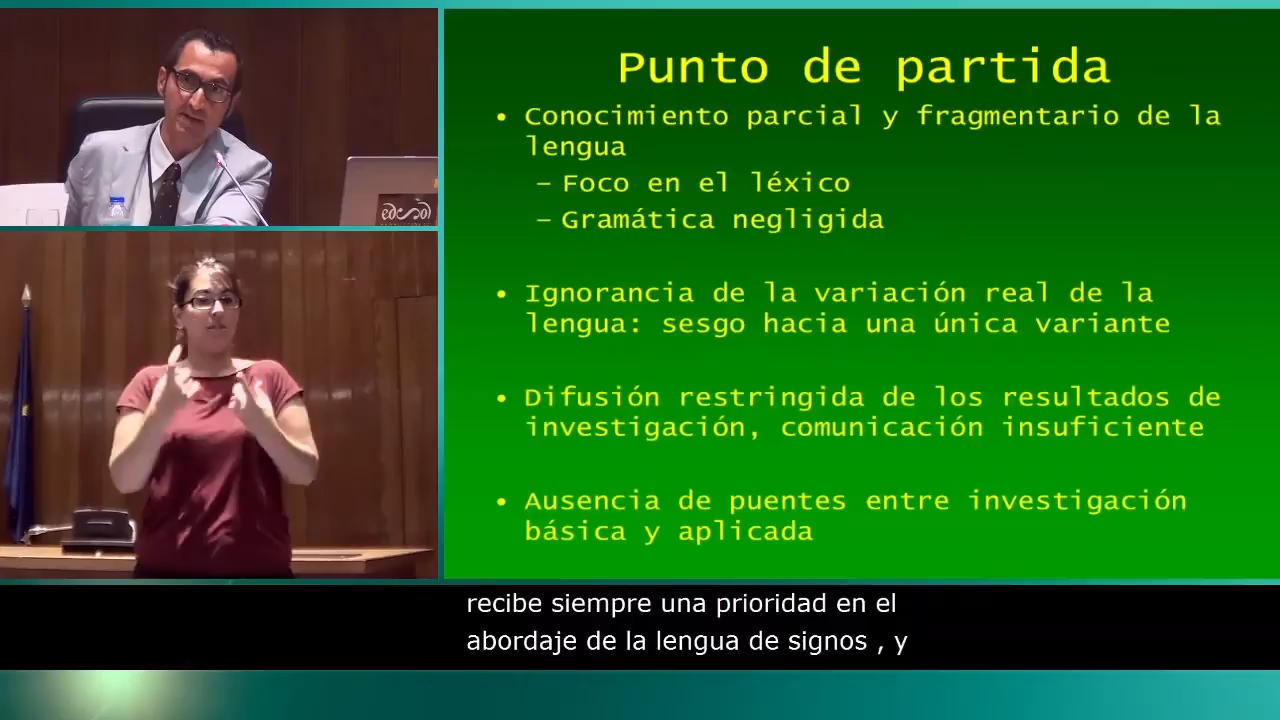 Punto de partida
• Conocimiento parcial y fragmentario de la
lengua
– Foco en el léxico
– Gramática negligida
• Ignorancia de la variación real de la
lengua: sesgo hacia una única variante
• Difusión restringida de los resultados de
investigación, comunicación insuficiente
• Ausencia de puentes entre investigación
básica y aplicada
recibe siempre una prioridad en el
abordaje de la lengua de signos , y